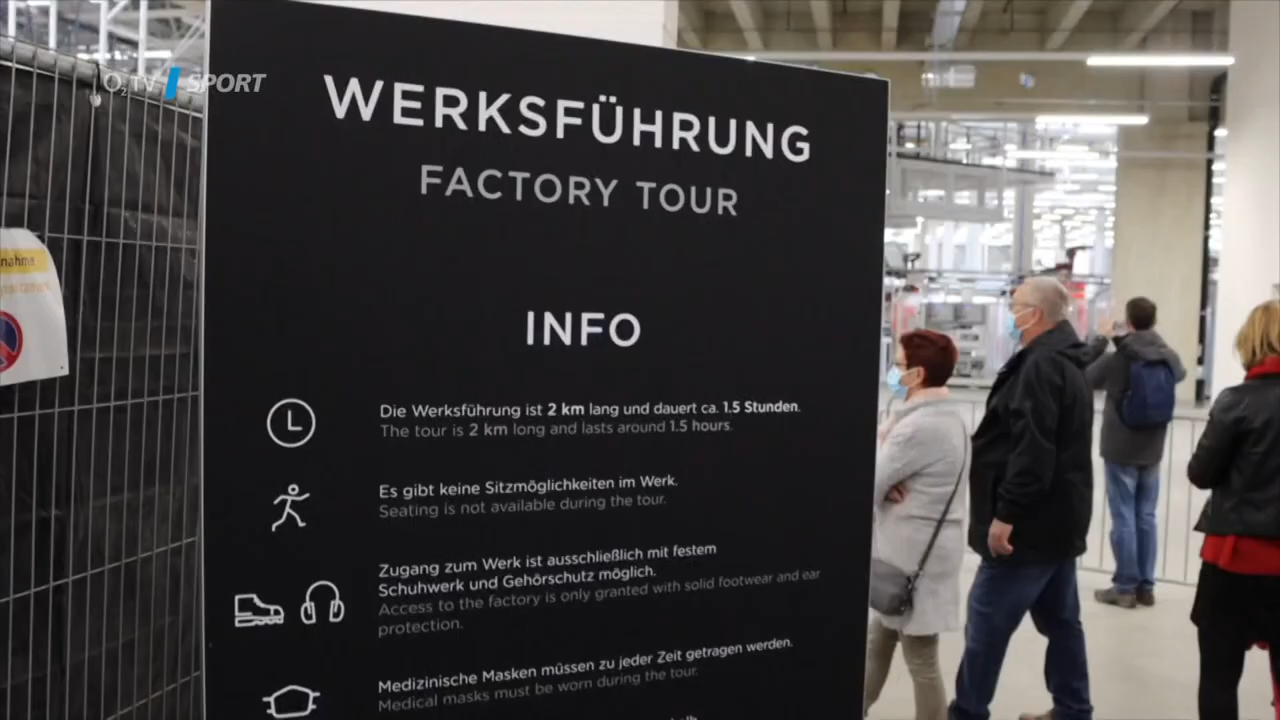 O2 TV SPORT
WERKSFÜHRUNG
FACTORY TOUR
nahme
INFO
Die Werksführung ist 2 km lang und dauert ca. 1.5 Stunden.
The tour is 2 km long and lasts around 1.5 hours.
Es gibt keine Sitzmöglichkeiten im Werk.
Seating is not available during the tour.
Zugang zum Werk ist ausschließlich mit festem
Schuhwerk und Gehörschutz möglich.
Access to the factory is only granted with solid footwear and ear
protection.
Medizinische Masken müssen zu jeder Zeit getragen werden.
Medical masks must be worn during the tour.